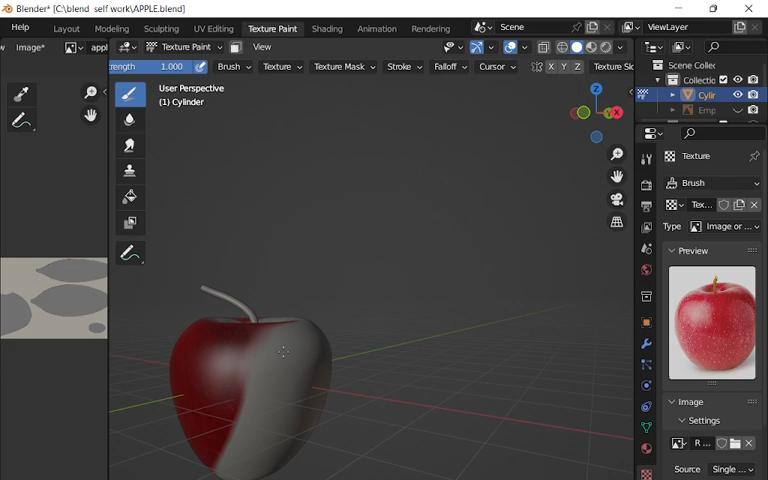 Blender* [C:\blend self work\APPLE.blend]
Help Layout Modeling Sculpting UV Editing Texture Paint Shading Animation Rendering Scene ViewLayer
w Image* appl Texture Paint View
rength 1.000 Brush Texture Texture Mask Stroke Falloff Cursor X Y Z Texture Slo
User Perspective
(1) Cylinder
Z
Y X
Scene Collec
Collectio
Cylir
Emp
Texture
Brush
Tex...
Type Image or ...
Preview
Image
Settings
R ...
Source Single ...